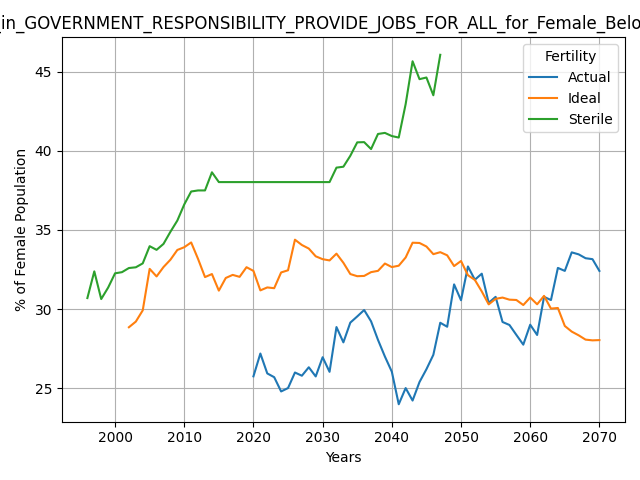 _in_GOVERNMENT_RESPONSIBILITY_PROVIDE_JOBS_FOR_ALL_for_Female_Belo
Fertility
Actual
Ideal
Sterile
% of Female Population
45
40
35
30
25
2000 2010 2020 2030 2040 2050 2060 2070
Years